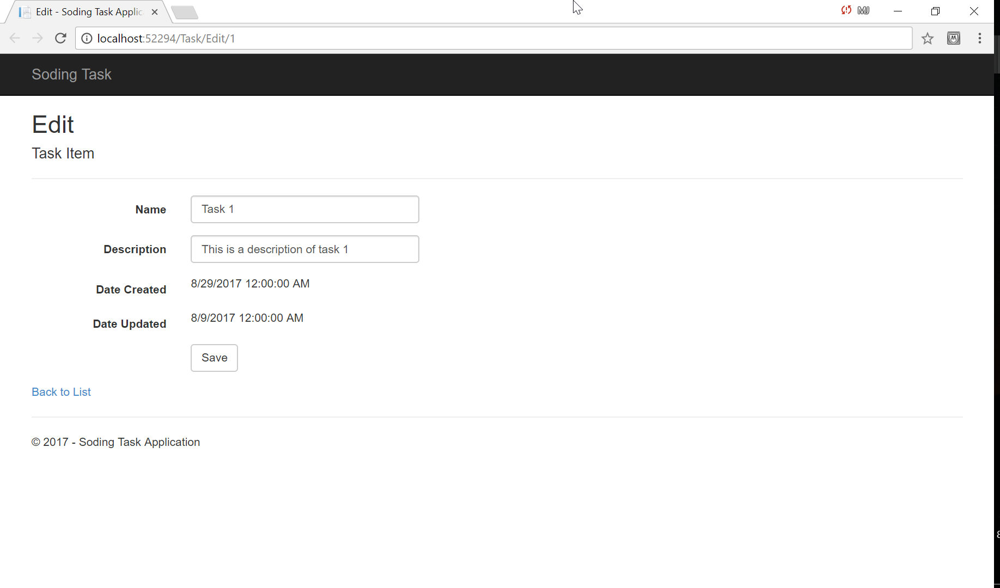 Edit - Soding Task Applic
MJ
localhost:52294/Task/Edit/1
Soding Task
Edit
Task Item
Name Task 1
Description This is a description of task 1
Date Created 8/29/2017 12:00:00 AM
Date Updated 8/9/2017 12:00:00 AM
Save
Back to List
© 2017 - Soding Task Application